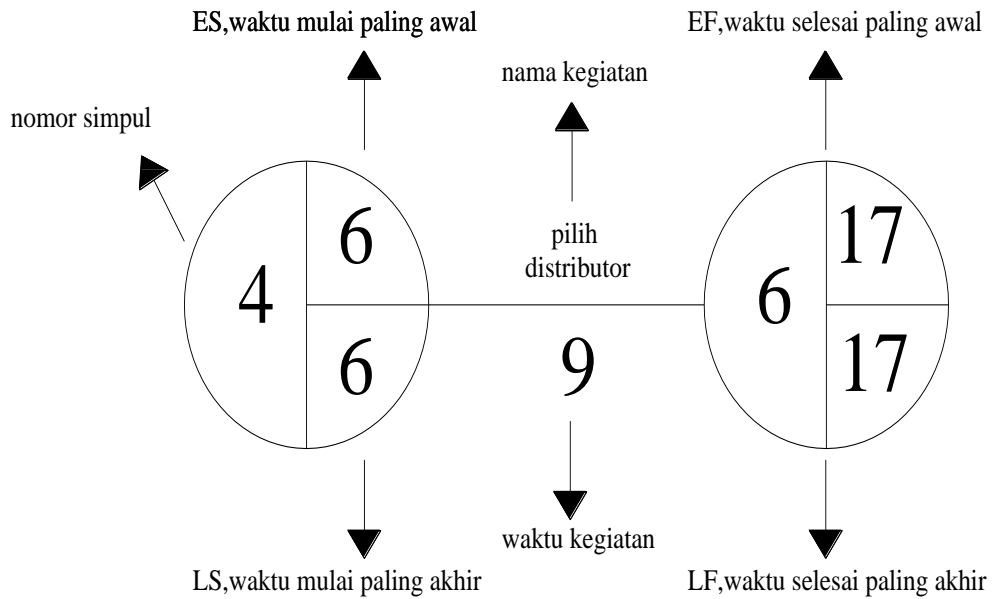 ES,waktu mulai paling awal
EF,waktu selesai paling awal
nama kegiatan
nomor simpul
4
6
6
pilih
distributor
9
6
17
17
waktu kegiatan
LS,waktu mulai paling akhir
LF,waktu selesai paling akhir